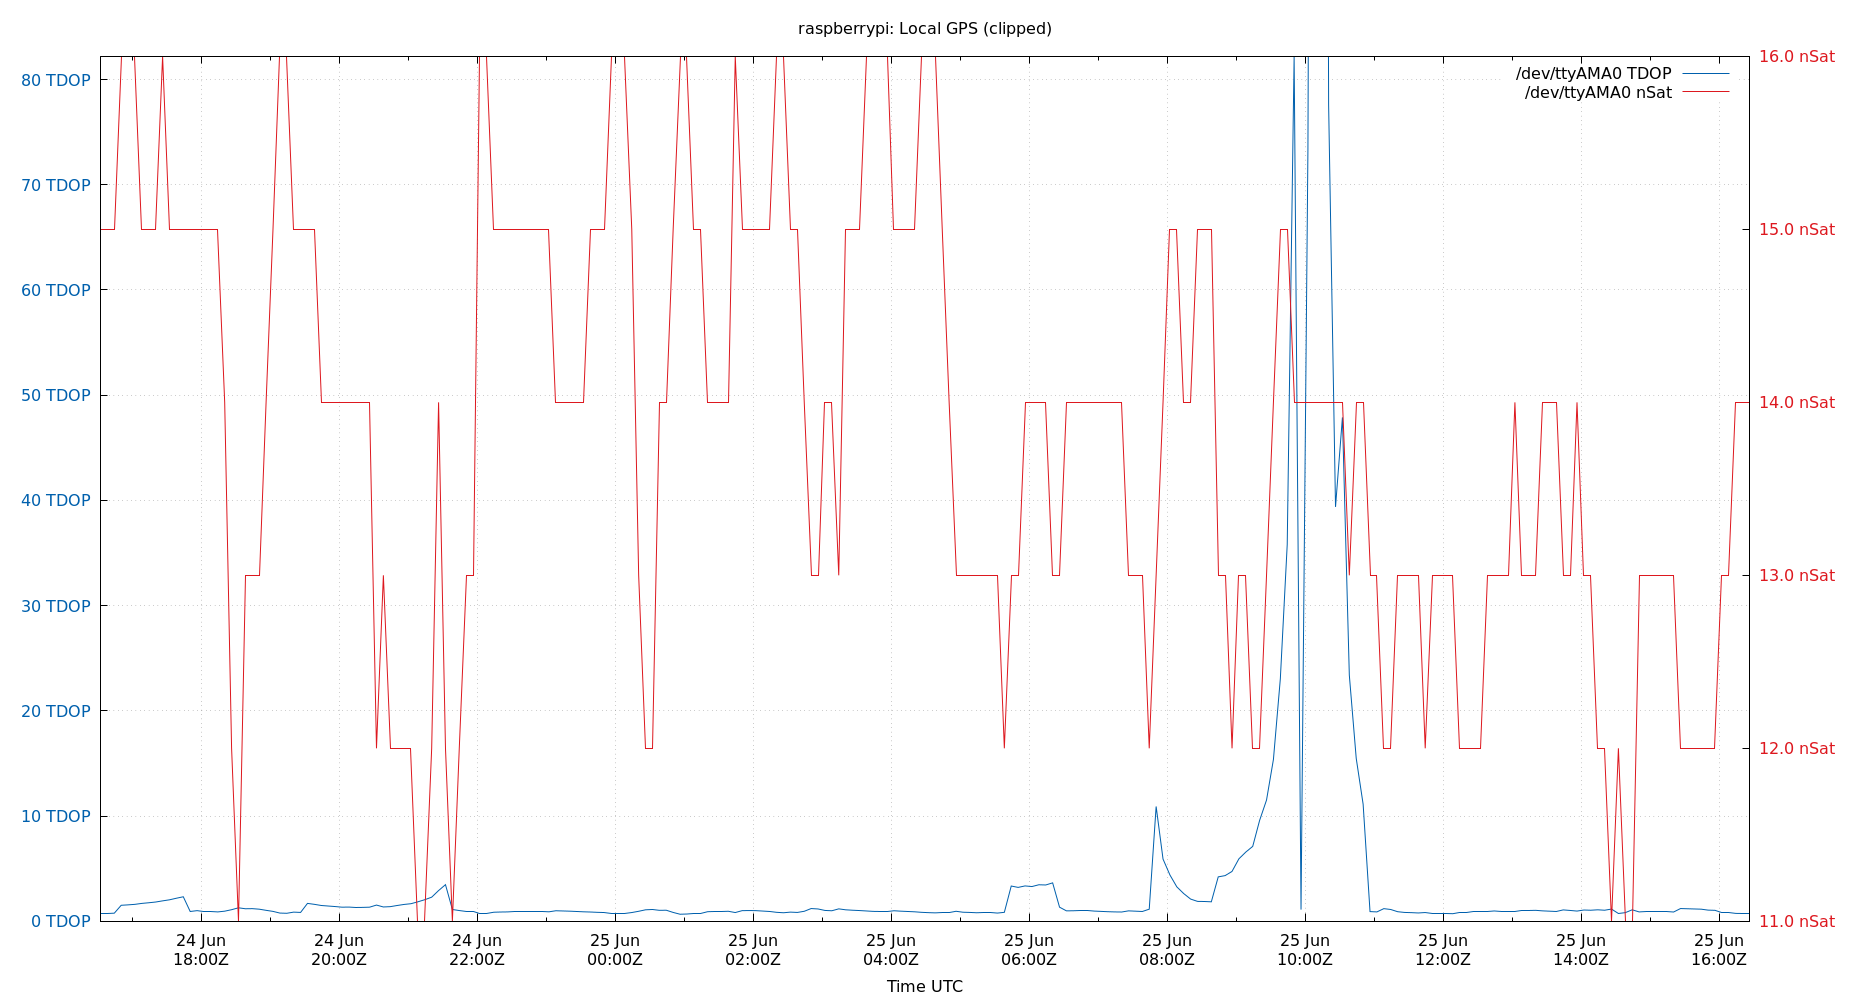 raspberrypi: Local GPS (clipped)
80 TDOP
70 TDOP
60 TDOP
50 TDOP
40 TDOP
30 TDOP
20 TDOP
10 TDOP
0 TDOP
16.0 nSat
15.0 nSat
14.0 nSat
13.0 nSat
12.0 nSat
11.0 nSat
/dev/ttyAMA0 TDOP
/dev/ttyAMA0 nSat
24 Jun
18:00Z
24 Jun
20:00Z
24 Jun
22:00Z
25 Jun
00:00Z
25 Jun
02:00Z
25 Jun
04:00Z
25 Jun
06:00Z
25 Jun
08:00Z
25 Jun
10:00Z
25 Jun
12:00Z
25 Jun
14:00Z
25 Jun
16:00Z
Time UTC